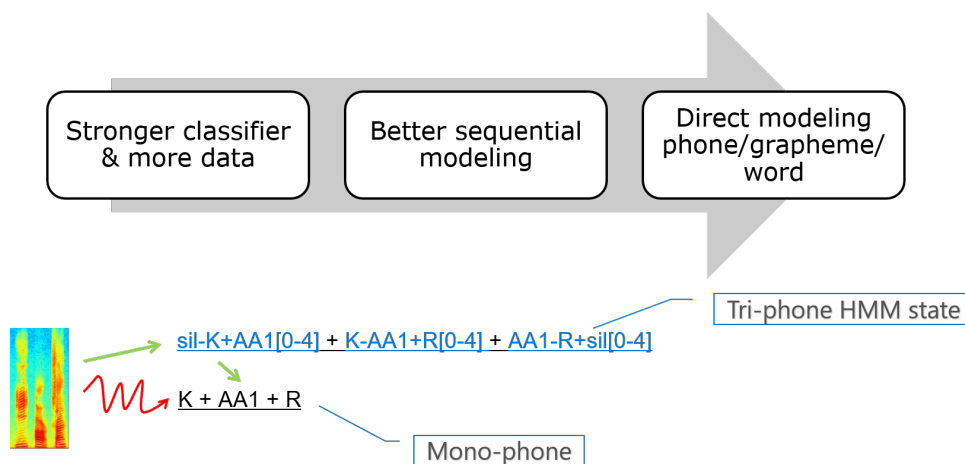 Stronger classifier
& more data
Better sequential
modeling
Direct modeling
phone/grapheme/
word
Tri-phone HMM state
sil-K+AA1[0-4] + K-AA1+R[0-4] + AA1-R+sil[0-4]
K + AA1 + R
Mono-phone